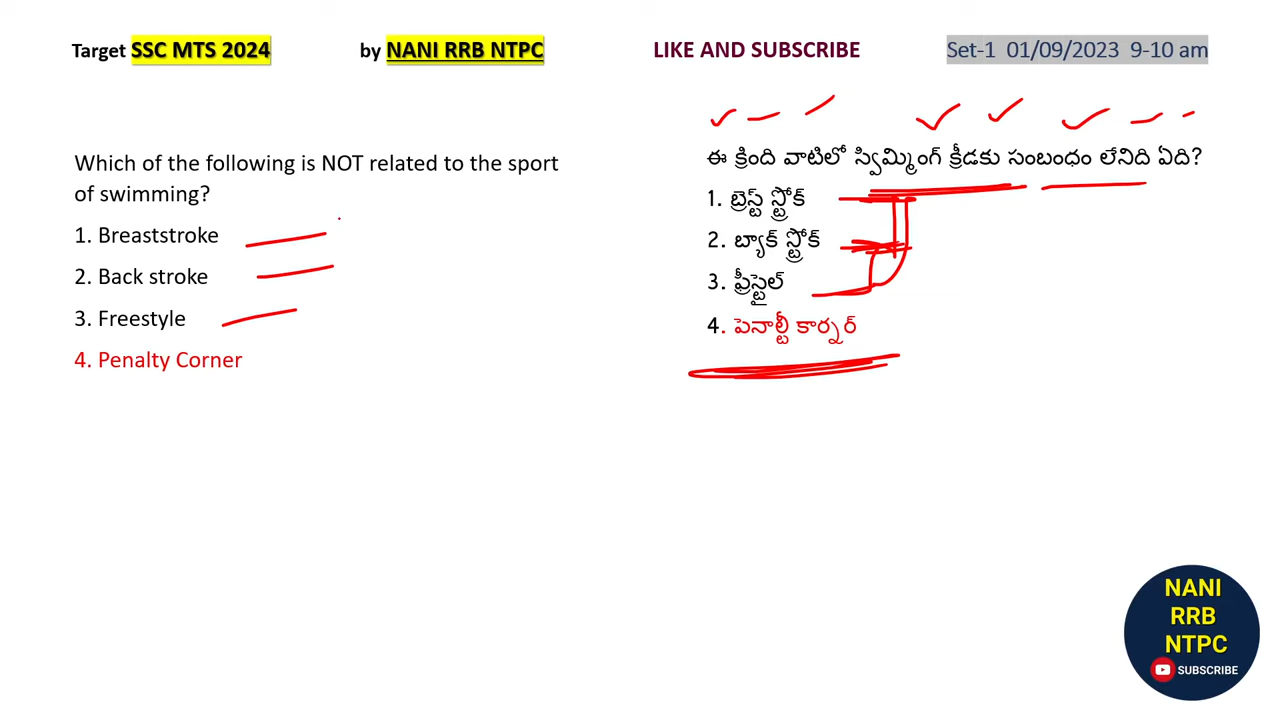 Target SSC MTS 2024 by NANI RRB NTPC LIKE AND SUBSCRIBE Set-1 01/09/2023 9-10 am
Which of the following is NOT related to the sport
of swimming?
1. Breaststroke
2. Back stroke
3. Freestyle
4. Penalty Corner
ఈ క్రింది వాటిలో స్విమ్మింగ్ క్రీడకు సంబంధం లేనిది ఏది?
1. బ్రెస్ట్ స్ట్రోక్
2. బ్యాక్ స్ట్రోక్
3. ఫ్రీస్టైల్
4. పెనాల్టీ కార్నర్
NANI
RRB
NTPC
SUBSCRIBE